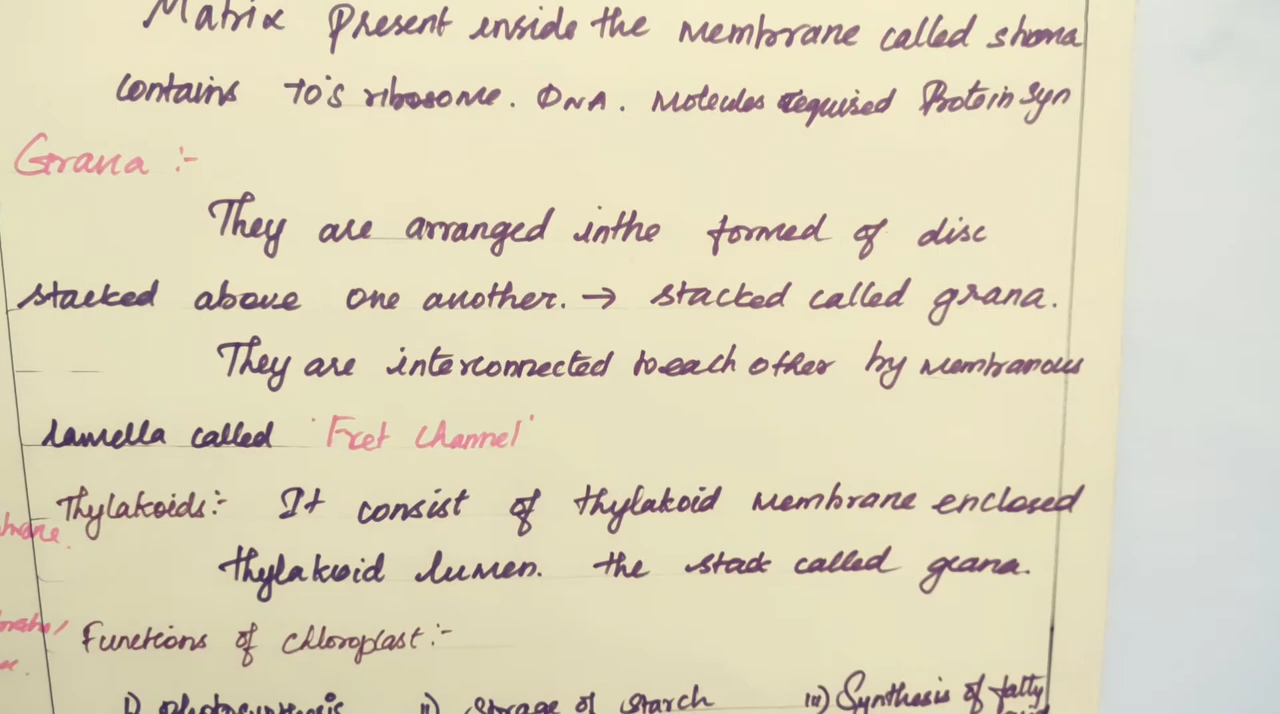 Matrix Present inside the membrane called stroma
contains 70's ribosome. DNA. Molecules required Protein syn
Grana :-
They are arranged inthe formed of disc
stacked above one another. → stacked called grana.
They are interconnected to each other by membranous
lamella called 'Fret Channel'
Thylakoids:- It consist of thylakoid membrane enclosed
thylakoid lumen. the stack called grana.
Functions of chloroplast:-
i) photosynthesis ii) storage of starch iii) Synthesis of fatty